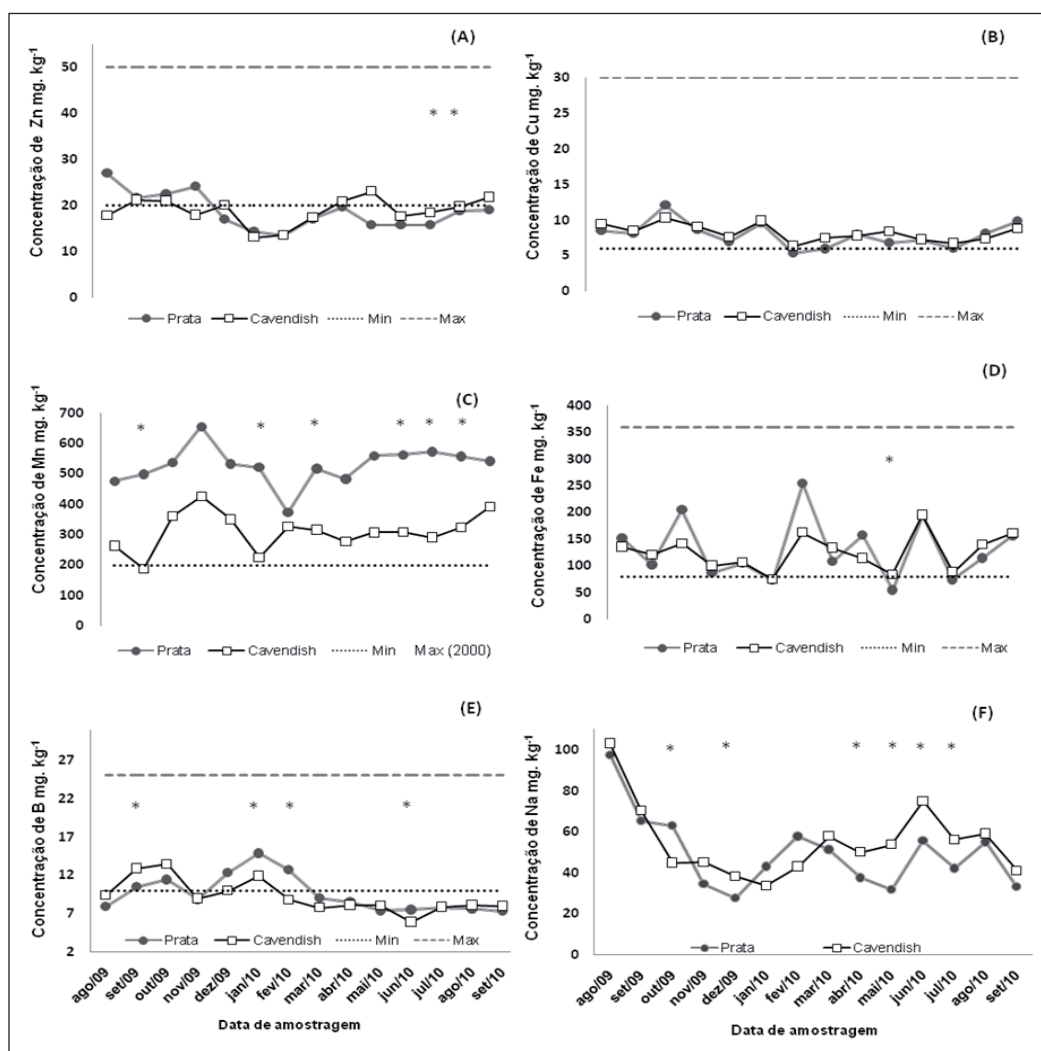 (A)
Concentração de Zn mg. kg-1
50
40
* *
30
20
10
0
Prata Cavendish Min Max
(B)
Concentração de Cu mg. kg-1
30
25
20
15
10
5
0
Prata Cavendish Min Max
(C)
Concentração de Mn mg. kg-1
700
600
* * * * * *
500
400
300
200
100
0
Prata Cavendish Min Max (2000)
(D)
Concentração de Fe mg. kg-1
400
350
300
*
250
200
150
100
50
0
Prata Cavendish Min Max
(E)
Concentração de B mg. kg-1
27
22
* * * *
17
12
7
2
Prata Cavendish Min Max
ago/09 set/09 out/09 nov/09 dez/09 jan/10 fev/10 mar/10 abr/10 mai/10 jun/10 jul/10 ago/10 set/10
Data de amostragem
(F)
Concentração de Na mg. kg-1
* * * * * *
100
80
60
40
20
0
Prata Cavendish
ago/09 set/09 out/09 nov/09 dez/09 jan/10 fev/10 mar/10 abr/10 mai/10 jun/10 jul/10 ago/10 set/10
Data de amostragem